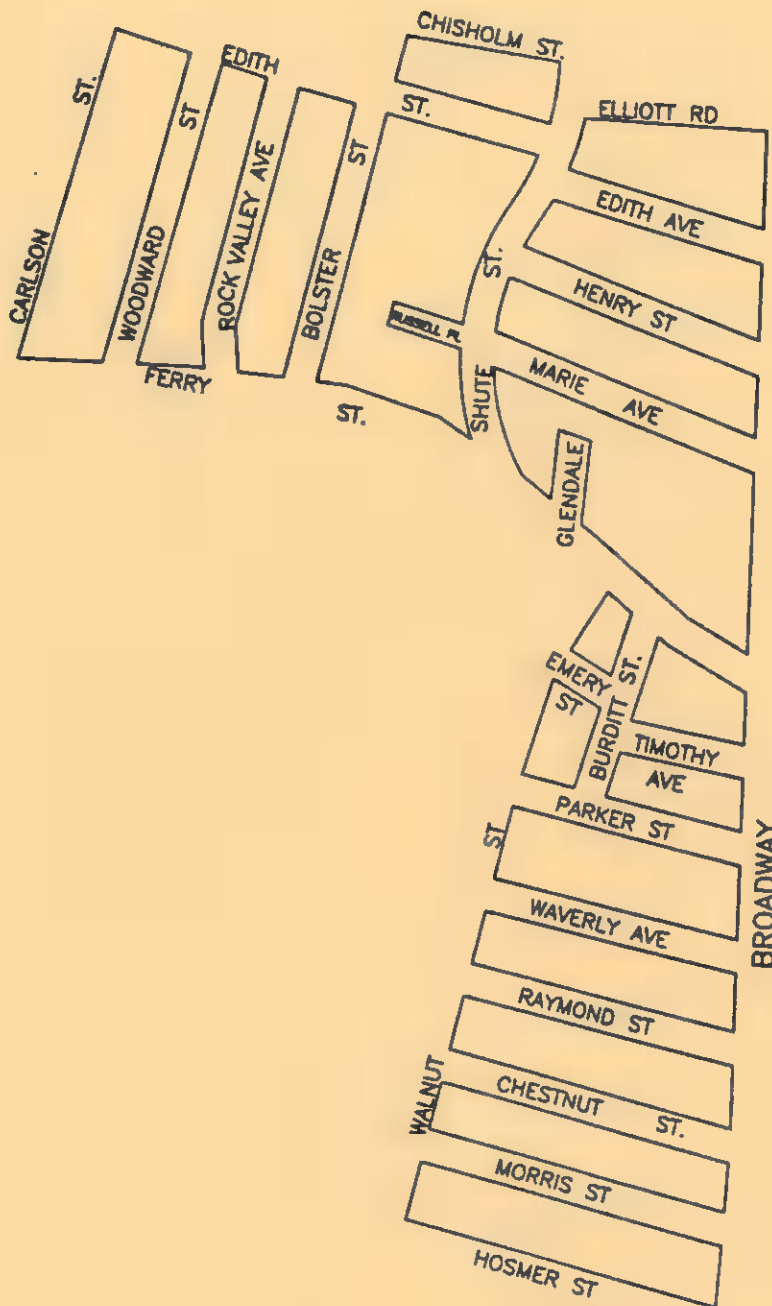 CHISHOLM ST.
ST.
ELLIOTT RD
EDITH
ST.
ST
ST
EDITH AVE
ROCK VALLEY AVE
ST.
HENRY ST
CARLSON
WOODWARD
BOLSTER
RUSSELL PL
MARIE AVE
FERRY
ST.
SHUTE
GLENDALE
EMERY
ST
BURDITT
ST.
TIMOTHY
AVE
PARKER ST
ST
BROADWAY
WAVERLY AVE
RAYMOND ST
WALNUT
CHESTNUT ST.
MORRIS ST
HOSMER ST